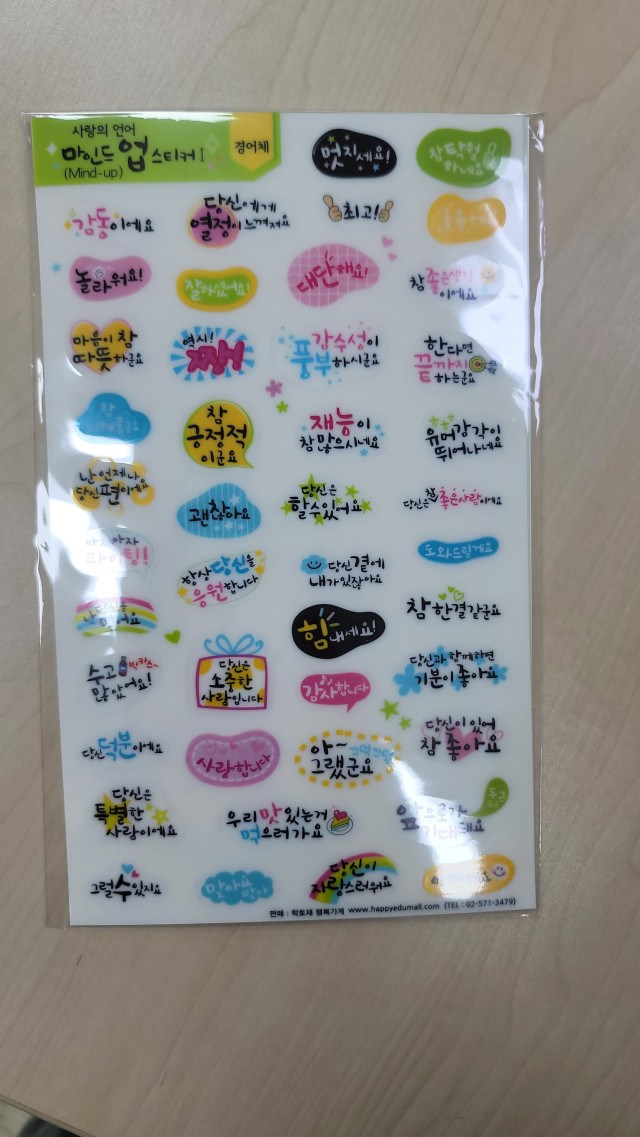 사랑의 언어
마인드 업 스티커 I
(Mind-up)
경어체
멋지세요!
참 탁월
하네요
감동이에요
당신에게
열정이 느껴져요
최고!
놀라워요!
잘하셨어요!
대단해요!
참 좋은생각
이에요
마음이 참
따뜻하군요
역시!
감수성이
풍부하시군요
한다면
끝까지
하는군요
참
참
긍정적
이군요
재능이
참 많으시네요
유머감각이
뛰어나네요
난 언제나
당신편이에요
괜찮아요
당신은
할수있어요
당신은 참 좋은사람이에요
아자아자
파이팅!
항상 당신을
응원합니다
당신곁에
내가 있잖아요
도와드릴게요
힘내세요!
참 한결같군요
수고
많았어요!
당신은
소중한
사람입니다
감사합니다
당신과 함께하면
기분이 좋아요
당신 덕분이에요
사랑합니다
아~
그랬군요
끄덕끄덕
당신이 있어
참 좋아요
당신은
특별한
사람이에요
우리 맛있는거
먹으러가요
앞으로가
기대돼요
그럴수있지요
맞아요 맞아
당신이
자랑스러워요
판매 : 학토재 행복가게 www.happyedumall.com (TEL : 02-571-3479)